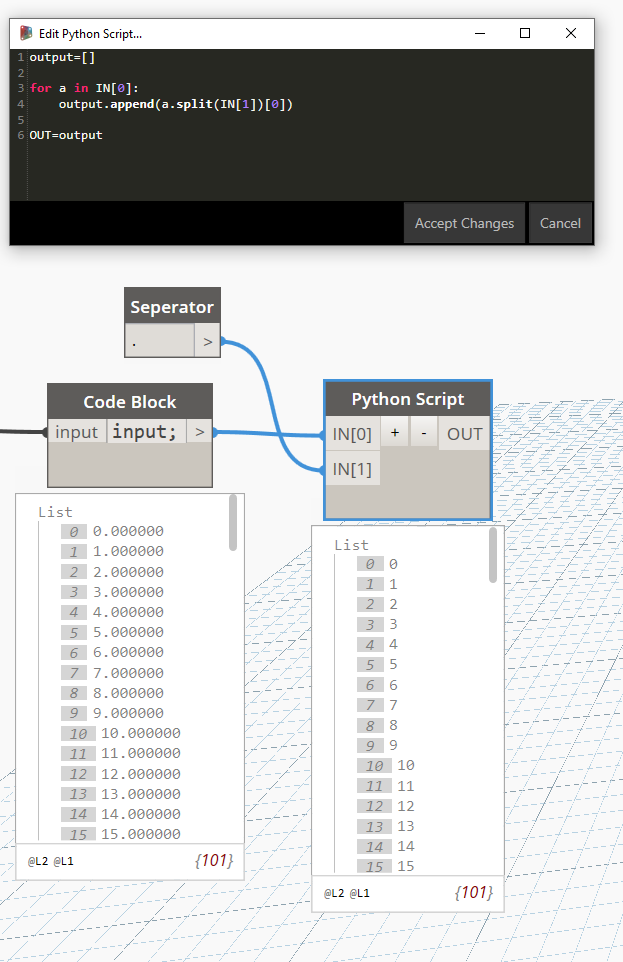 Edit Python Script...
1 output=[]
2
3 for a in IN[0]:
4     output.append(a.split(IN[1])[0])
5
6 OUT=output
Accept Changes Cancel
Seperator
. >
Code Block
input input; >
Python Script
IN[0] + - OUT
IN[1]
List
0 0.000000
1 1.000000
2 2.000000
3 3.000000
4 4.000000
5 5.000000
6 6.000000
7 7.000000
8 8.000000
9 9.000000
10 10.000000
11 11.000000
12 12.000000
13 13.000000
14 14.000000
15 15.000000
@L2 @L1 {101}
List
0 0
1 1
2 2
3 3
4 4
5 5
6 6
7 7
8 8
9 9
10 10
11 11
12 12
13 13
14 14
15 15
@L2 @L1 {101}